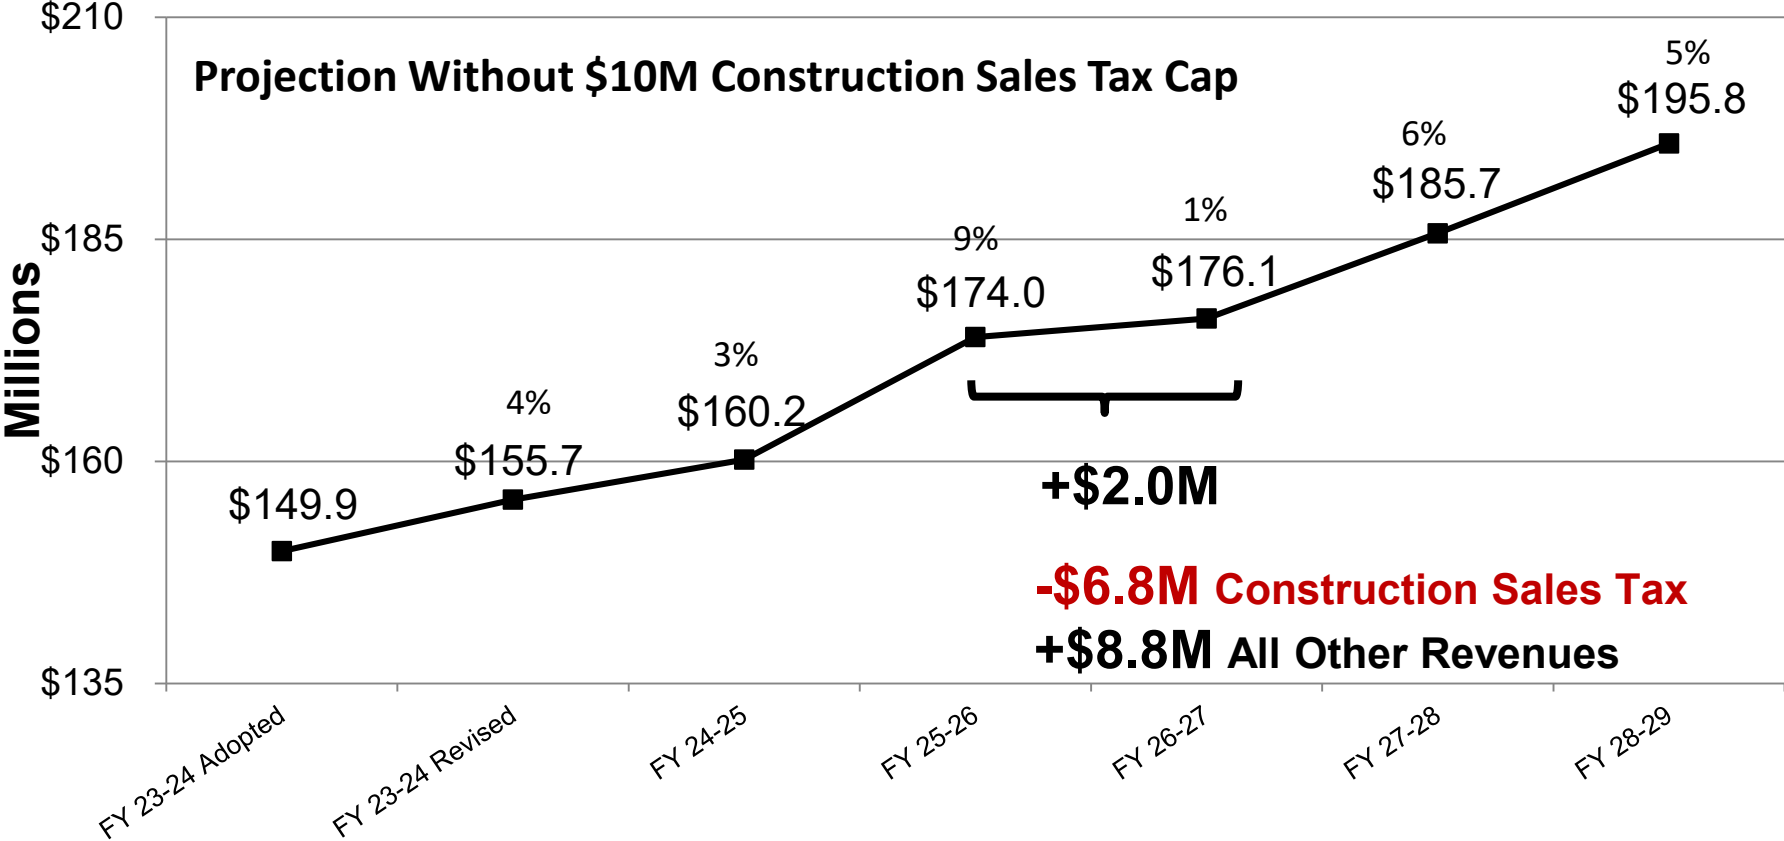 Projection Without $10M Construction Sales Tax Cap
Millions
$210
$185
$160
$135
$149.9
4%
$155.7
3%
$160.2
9%
$174.0
1%
$176.1
6%
$185.7
5%
$195.8
+$2.0M
-$6.8M Construction Sales Tax
+$8.8M All Other Revenues
FY 23-24 Adopted
FY 23-24 Revised
FY 24-25
FY 25-26
FY 26-27
FY 27-28
FY 28-29